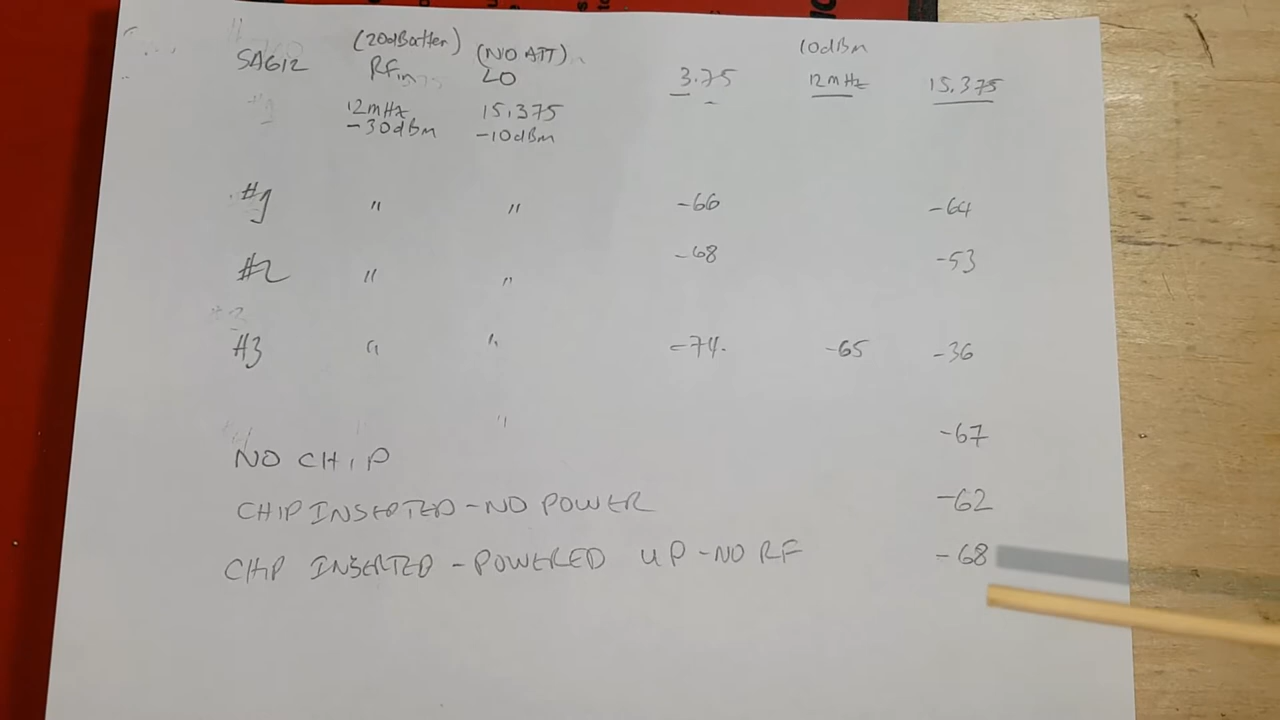 (20dBatten) (NO ATT) 10dBm
SA612 RFin LO 3.75 12mHz 15.375
12mHz 15.375
-30dBm -10dBm
#1 " " -66 -64
#2 " " -68 -53
#3 " " -74. -65 -36
" -67
NO CHIP
CHIP INSERTED - NO POWER -62
CHIP INSERTED - POWERED UP - NO RF -68